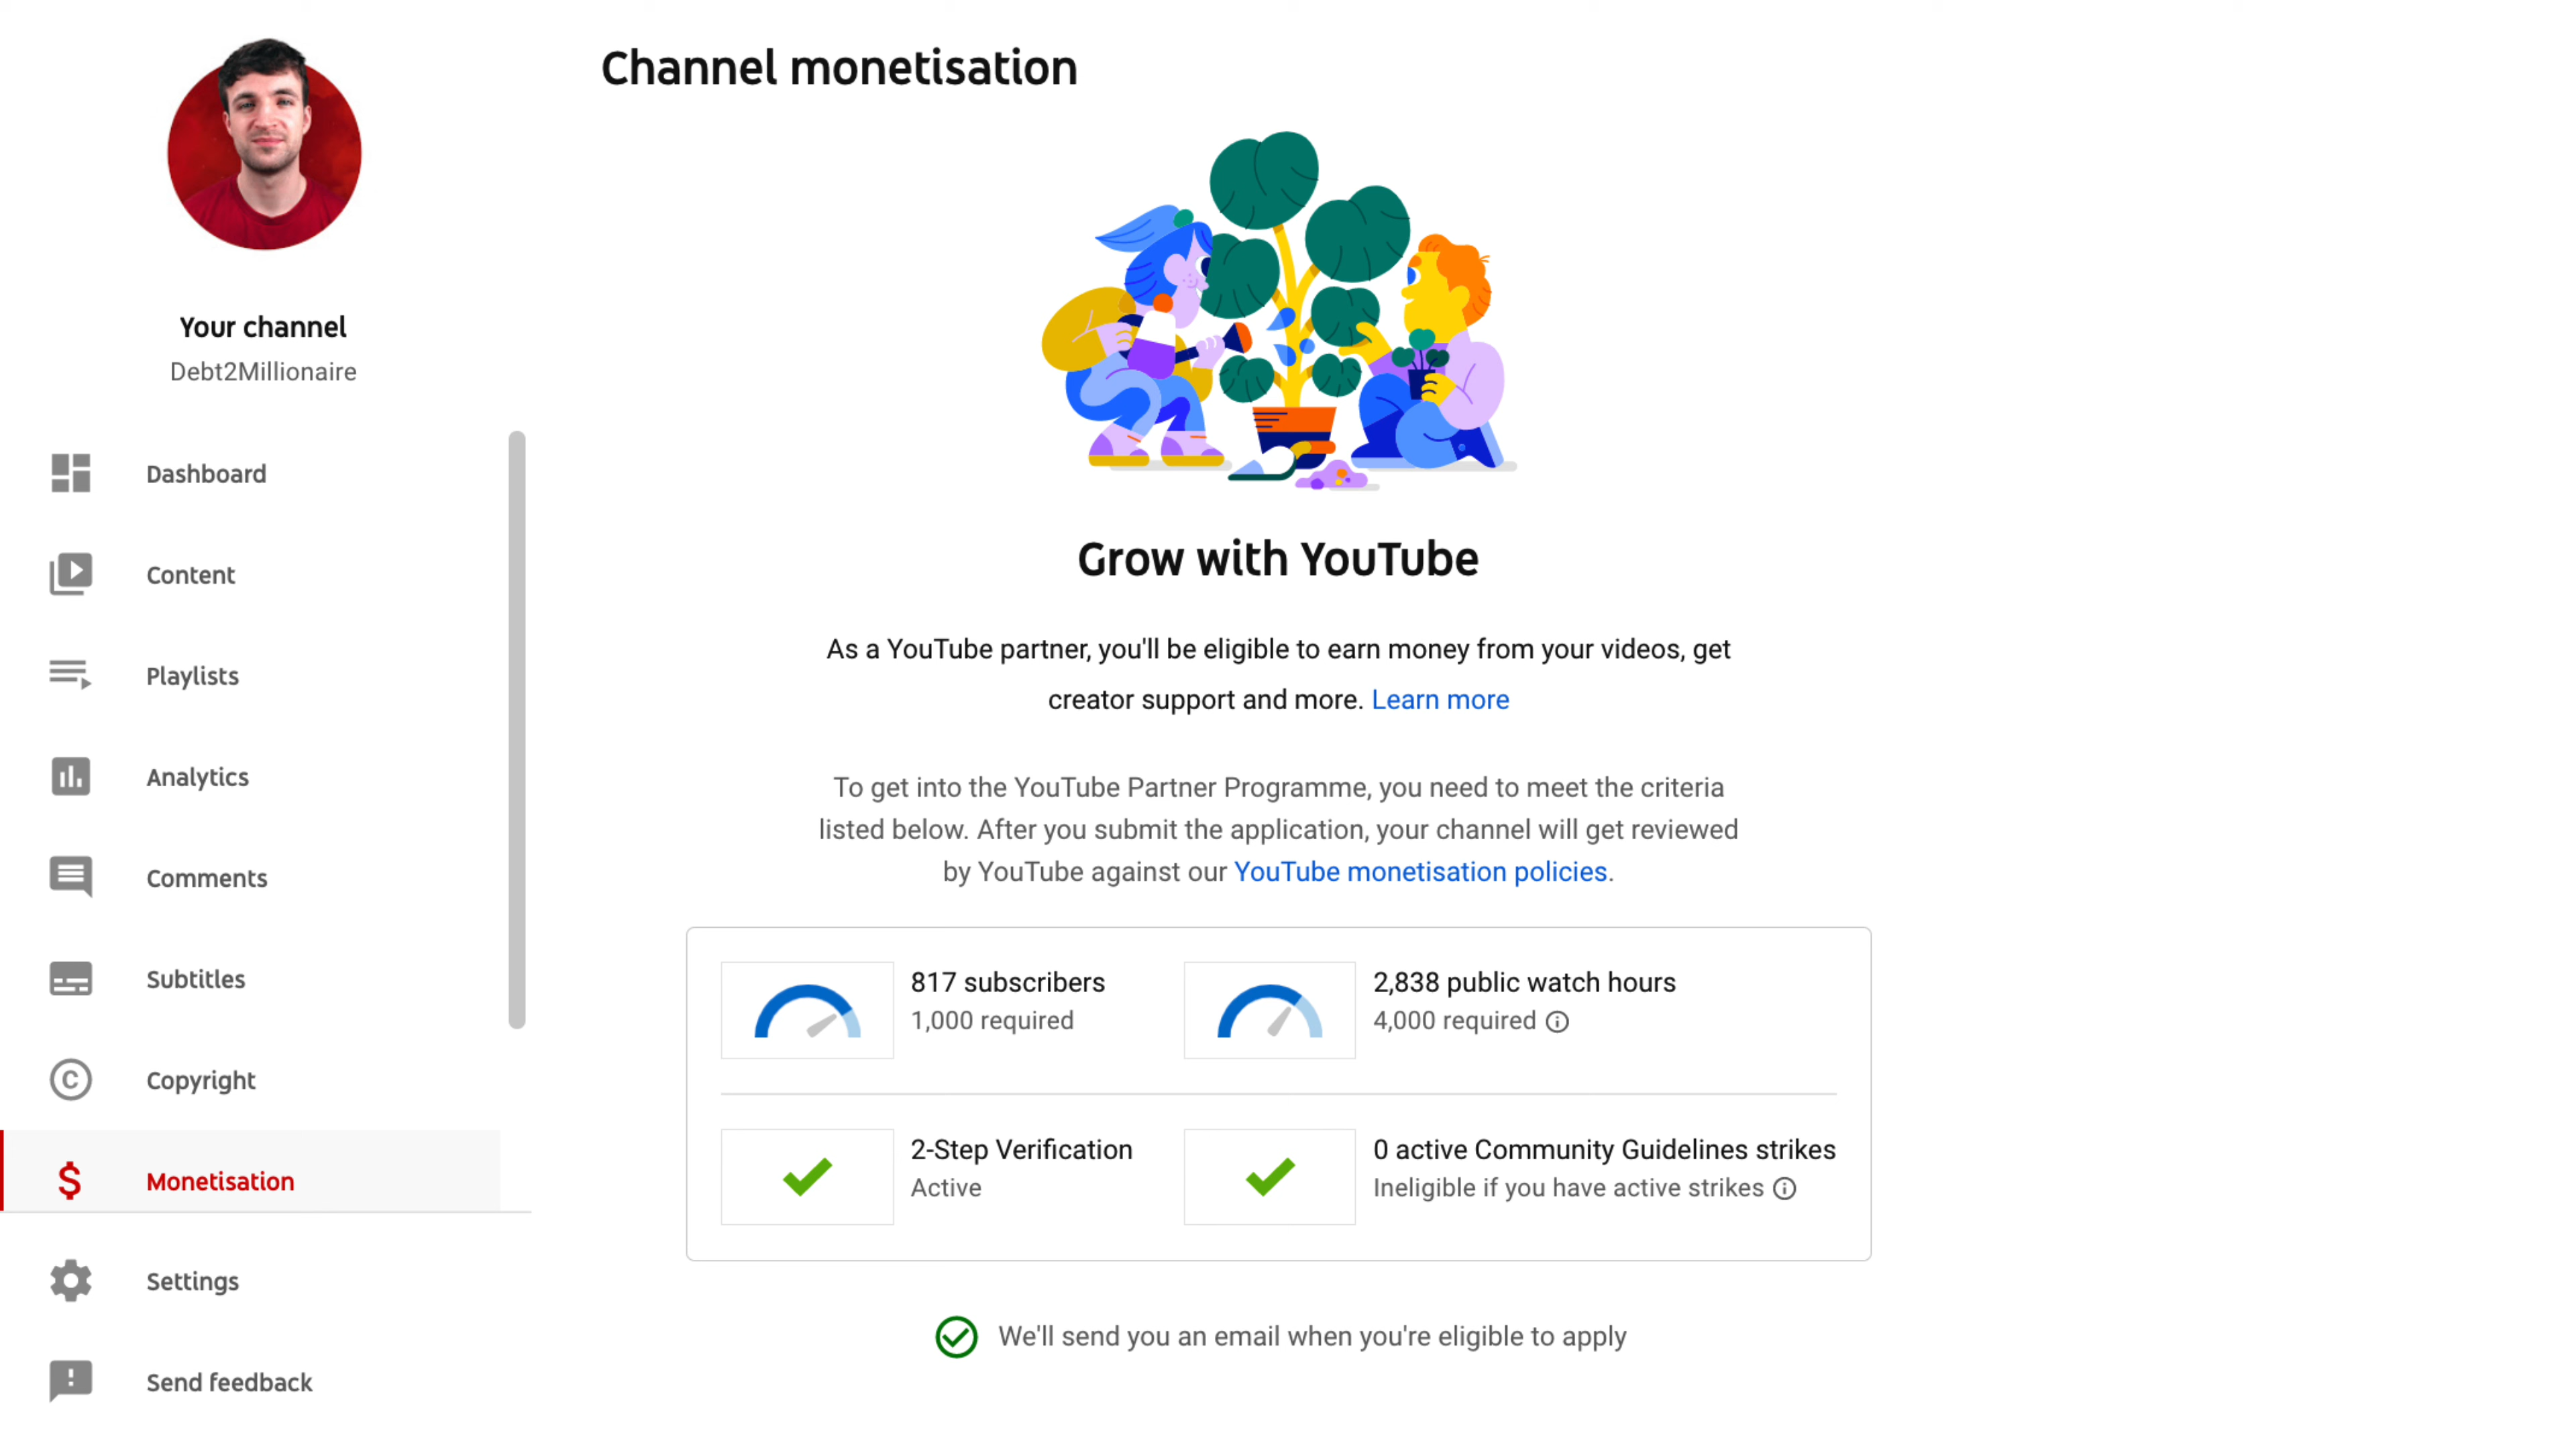 Channel monetisation
Your channel
Debt2Millionaire
Dashboard
Content
Playlists
Analytics
Comments
Subtitles
Copyright
Monetisation
Settings
Send feedback
Grow with YouTube
As a YouTube partner, you'll be eligible to earn money from your videos, get
creator support and more. Learn more
To get into the YouTube Partner Programme, you need to meet the criteria
listed below. After you submit the application, your channel will get reviewed
by YouTube against our YouTube monetisation policies.
817 subscribers
1,000 required
2,838 public watch hours
4,000 required
2-Step Verification
Active
0 active Community Guidelines strikes
Ineligible if you have active strikes
We'll send you an email when you're eligible to apply